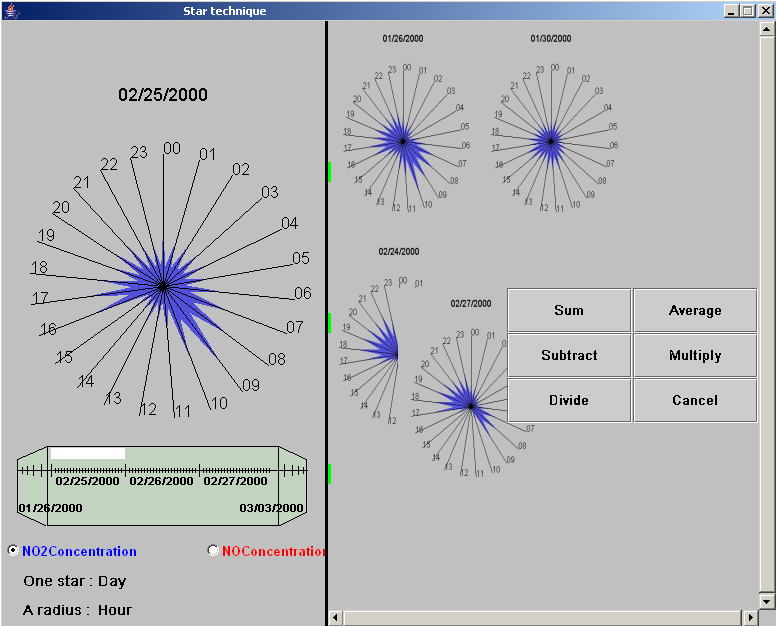 Star technique
02/25/2000
00 01 02 03 04 05 06 07 08 09 10 11 12 13 14 15 16 17 18 19 20 21 22 23
02/25/2000 02/26/2000 02/27/2000
01/26/2000 03/03/2000
NO2Concentration NOConcentration
One star : Day
A radius : Hour
01/26/2000
00 01 02 03 04 05 06 07 08 09 10 11 12 13 14 15 16 17 18 19 20 21 22 23
01/30/2000
00 01 02 03 04 05 06 07 08 09 10 11 12 13 14 15 16 17 18 19 20 21 22 23
02/24/2000
00 01 12 13 14 15 16 17 18 19 20 21 22 23
02/27/2000
00 01 07 08 09 10 11 12 13 14 15 16 17 18 19 20 21 22 23
Sum Average
Subtract Multiply
Divide Cancel